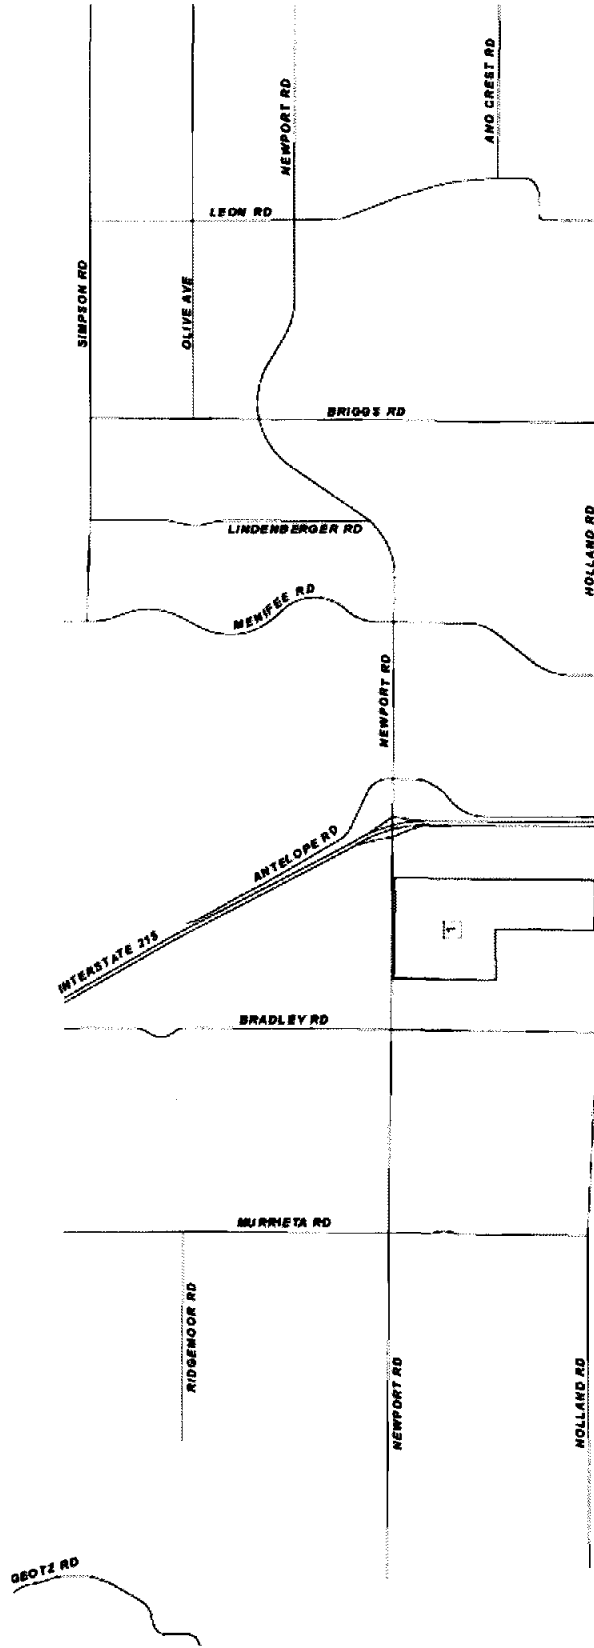 NEWPORT RD
AND CREST RD
LEON RD
SIMPSON RD
OLIVE AVE
BRIGGS RD
HOLLAND RD
LINDENBERGER RD
MENIFEE RD
NEWPORT RD
ANTELOPE RD
1
INTERSTATE 215
BRADLEY RD
MURRIETA RD
RIDGEMOOR RD
NEWPORT RD
HOLLAND RD
GEOTZ RD